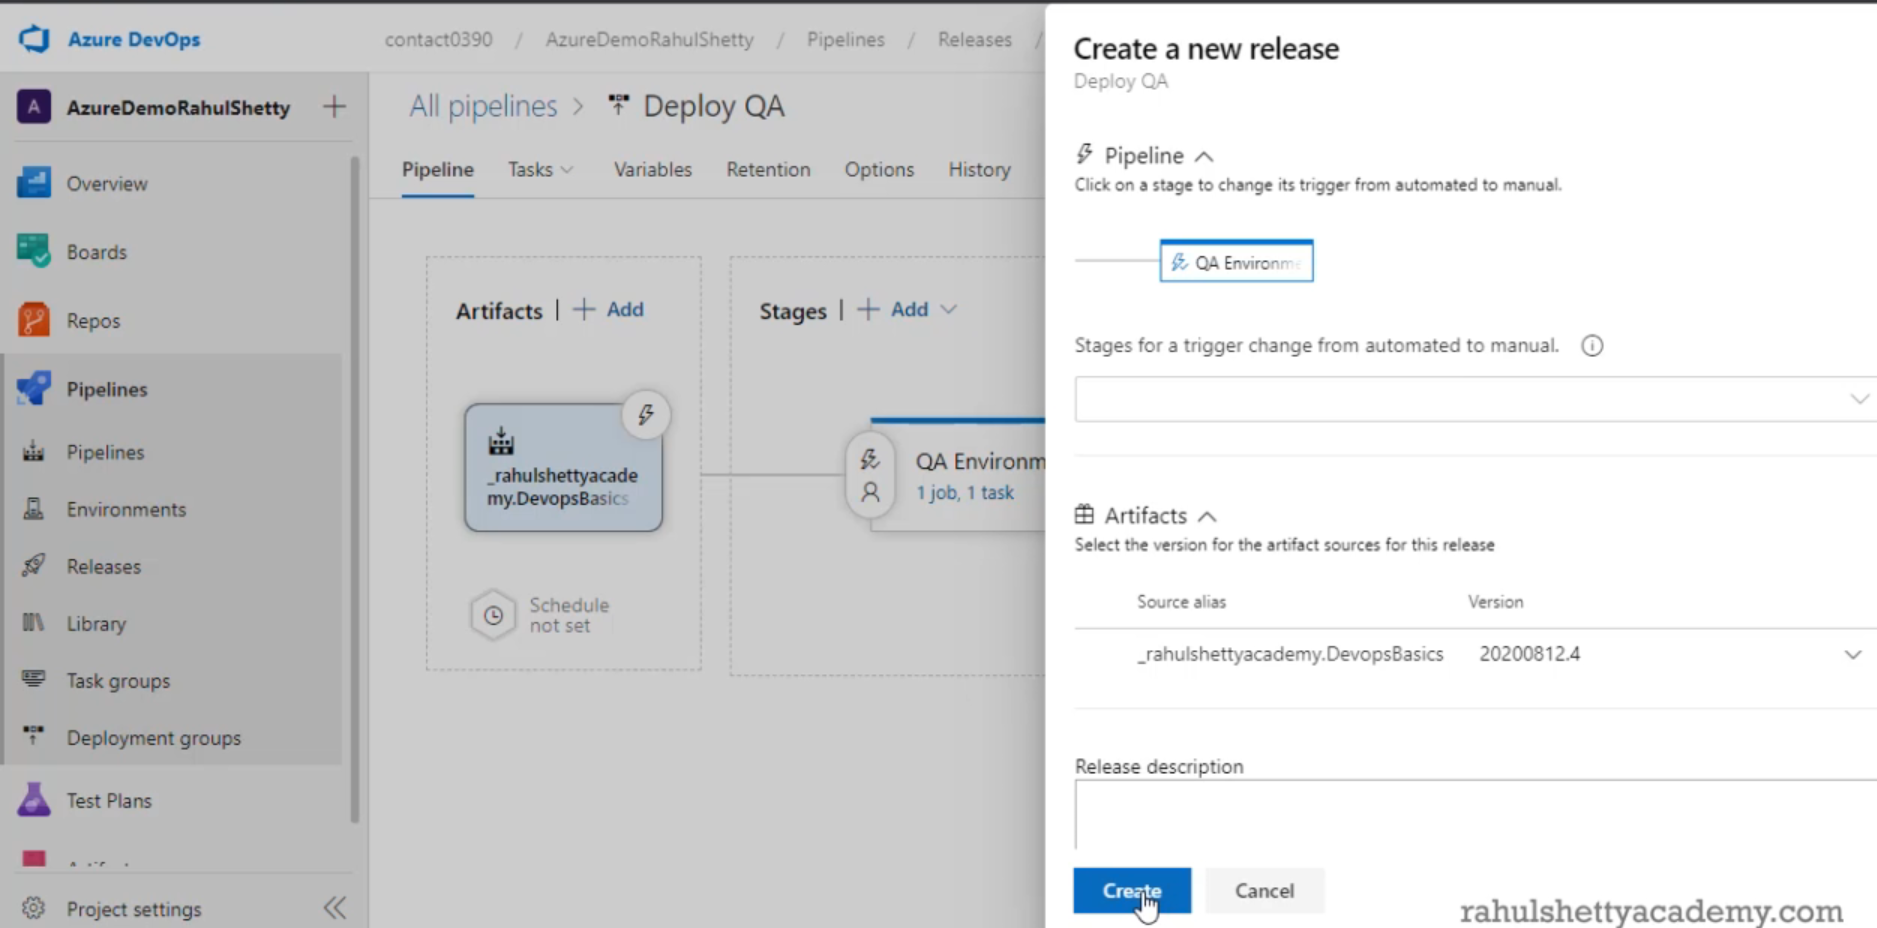 Azure DevOps
contact0390 / AzureDemoRahulShetty / Pipelines / Releases /
A AzureDemoRahulShetty +
Overview
Boards
Repos
Pipelines
Pipelines
Environments
Releases
Library
Task groups
Deployment groups
Test Plans
Project settings
All pipelines > Deploy QA
Pipeline Tasks Variables Retention Options History
Artifacts | + Add
_rahulshettyacade
my.DevopsBasics
Schedule
not set
Stages | + Add
QA Environm
1 job, 1 task
Create a new release
Deploy QA
Pipeline
Click on a stage to change its trigger from automated to manual.
QA Environme
Stages for a trigger change from automated to manual.
Artifacts
Select the version for the artifact sources for this release
Source alias Version
_rahulshettyacademy.DevopsBasics 20200812.4
Release description
Create Cancel
rahulshettyacademy.com